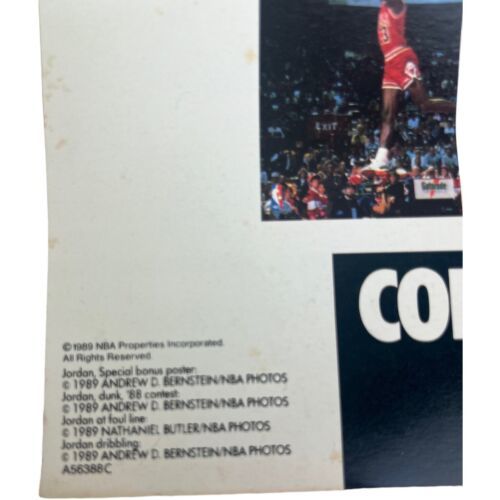 EXIT
Gatorade
CO
© 1989 NBA Properties Incorporated.
All Rights Reserved.
Jordan, Special bonus poster:
© 1989 ANDREW D. BERNSTEIN/NBA PHOTOS
Jordan, dunk, '88 contest:
© 1989 ANDREW D. BERNSTEIN/NBA PHOTOS
Jordan at foul line:
© 1989 NATHANIEL BUTLER/NBA PHOTOS
Jordan dribbling:
© 1989 ANDREW D. BERNSTEIN/NBA PHOTOS
A56388C